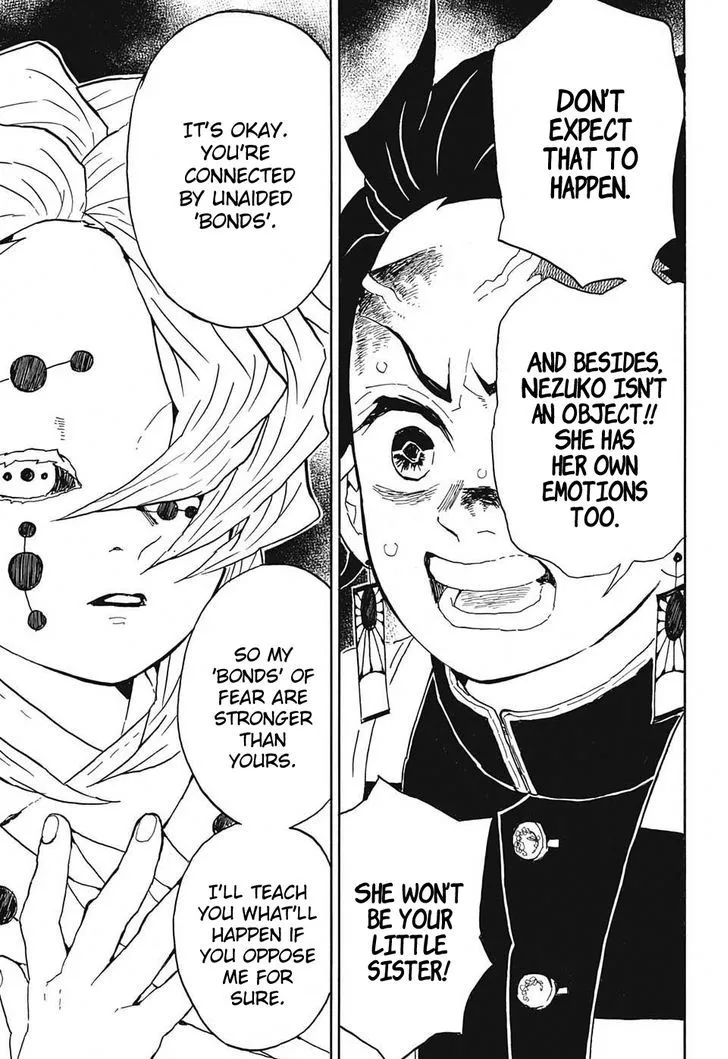 DON'T
EXPECT
THAT TO
HAPPEN.
AND BESIDES,
NEZUKO ISN'T
AN OBJECT!!
SHE HAS
HER OWN
EMOTIONS
TOO.
SHE WON'T
BE YOUR
LITTLE
SISTER!
IT'S OKAY.
YOU'RE
CONNECTED
BY UNAIDED
'BONDS'.
SO MY
'BONDS' OF
FEAR ARE
STRONGER
THAN
YOURS.
I'LL TEACH
YOU WHAT'LL
HAPPEN IF
YOU OPPOSE
ME FOR
SURE.